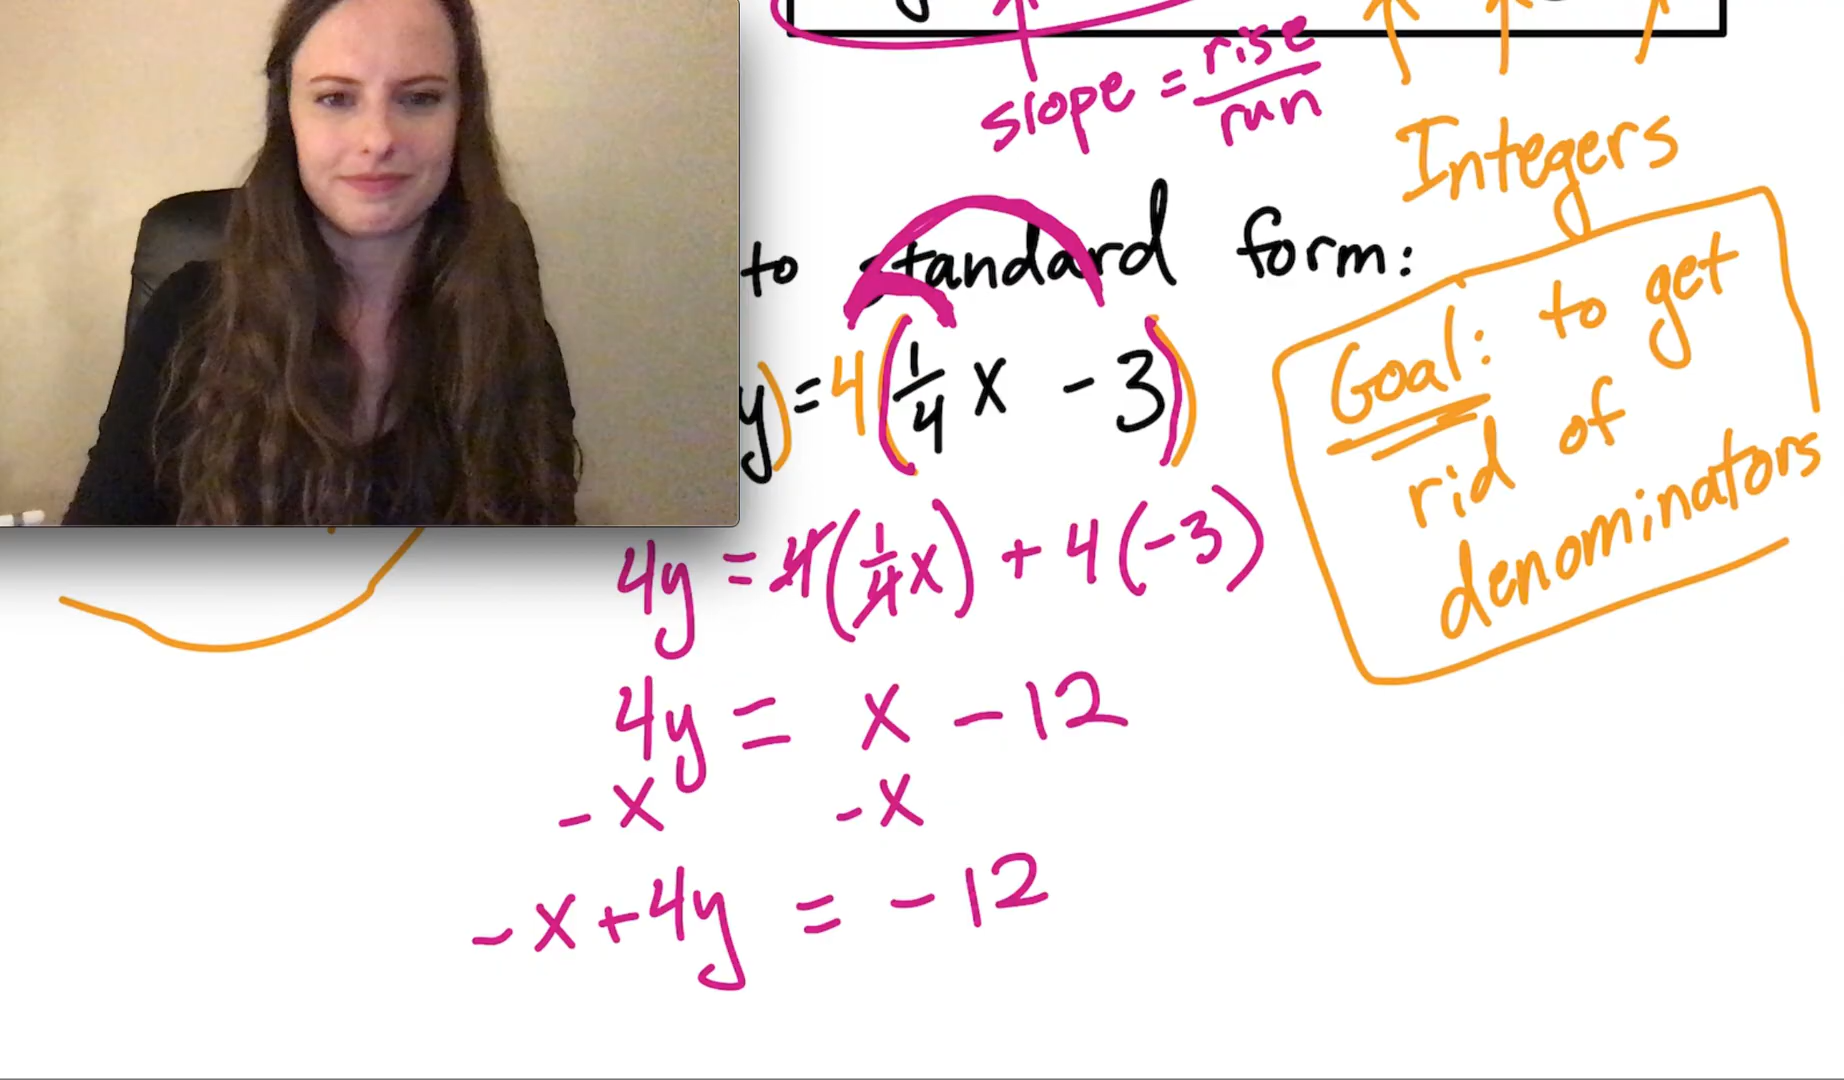 slope = rise/run
Integers
to standard form:
y) = 4(1/4 x - 3)
Goal: to get
rid of
denominators
4y = 4(1/4 x) + 4(-3)
4y = x - 12
-x -x
-x + 4y = -12